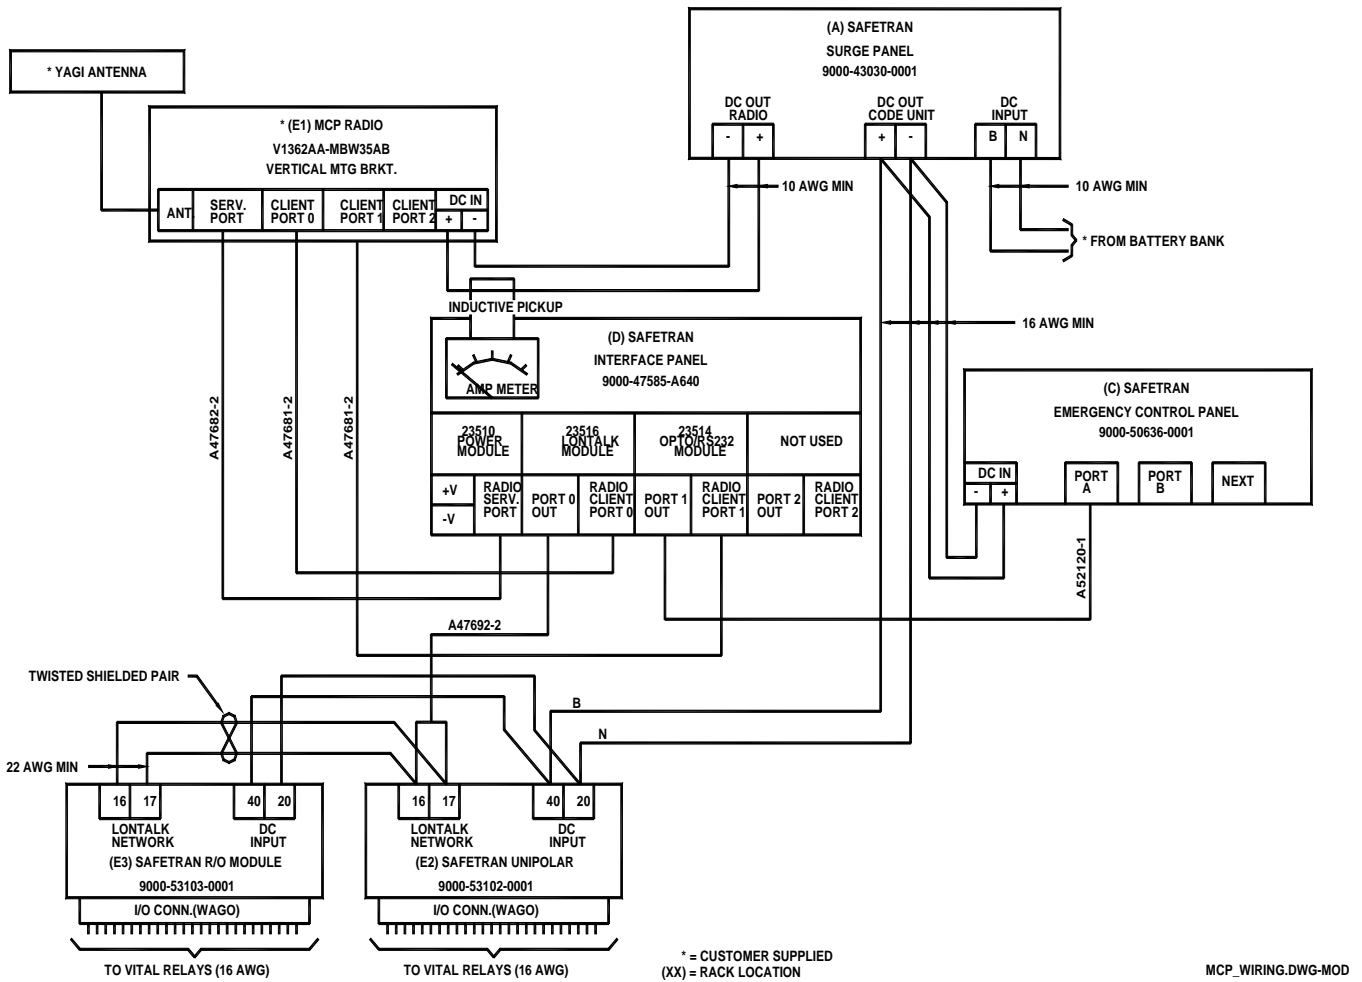 (A) SAFETRAN
SURGE PANEL
9000-43030-0001
DC OUT
RADIO
DC OUT
CODE UNIT
DC
INPUT
-
+
+
-
B
N
* YAGI ANTENNA
* (E1) MCP RADIO
V1362AA-MBW35AB
VERTICAL MTG BRKT.
ANT.
SERV.
PORT
CLIENT
PORT 0
CLIENT
PORT 1
CLIENT
PORT 2
DC IN
+
-
10 AWG MIN
10 AWG MIN
* FROM BATTERY BANK
INDUCTIVE PICKUP
16 AWG MIN
(D) SAFETRAN
INTERFACE PANEL
9000-47585-A640
AMP METER
A47682-2
A47681-2
A47681-2
23510
POWER
MODULE
23516
LONTALK
MODULE
23514
OPTO/RS232
MODULE
NOT USED
+V
-V
RADIO
SERV.
PORT
PORT 0
OUT
RADIO
CLIENT
PORT 0
PORT 1
OUT
RADIO
CLIENT
PORT 1
PORT 2
OUT
RADIO
CLIENT
PORT 2
(C) SAFETRAN
EMERGENCY CONTROL PANEL
9000-50636-0001
DC IN
-
+
PORT
A
PORT
B
NEXT
A52120-1
A47692-2
TWISTED SHIELDED PAIR
B
N
22 AWG MIN
16
17
40
20
LONTALK
NETWORK
DC
INPUT
(E3) SAFETRAN R/O MODULE
9000-53103-0001
I/O CONN.(WAGO)
TO VITAL RELAYS (16 AWG)
16
17
40
20
LONTALK
NETWORK
DC
INPUT
(E2) SAFETRAN UNIPOLAR
9000-53102-0001
I/O CONN.(WAGO)
TO VITAL RELAYS (16 AWG)
* = CUSTOMER SUPPLIED
(XX) = RACK LOCATION
MCP_WIRING.DWG-MOD